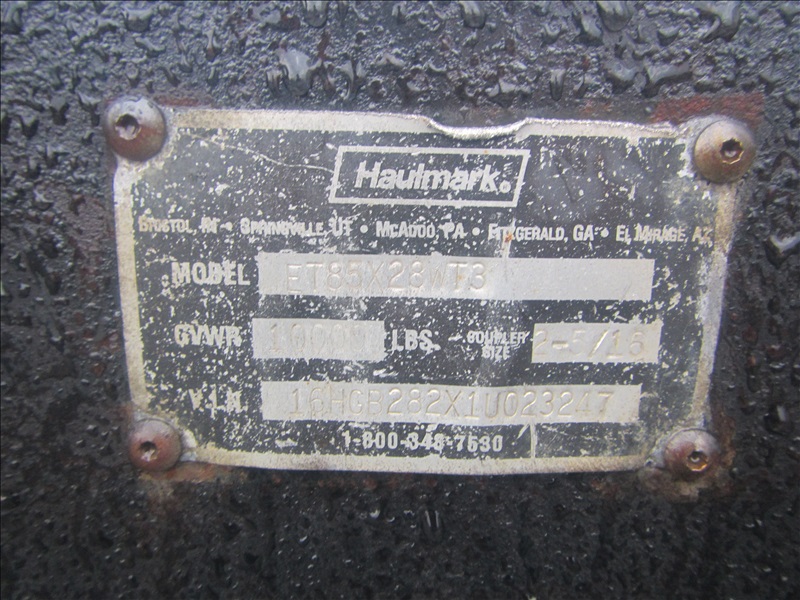 Haulmark®
BRISTOL, IN • SPRINGVILLE, UT • MCADOO, PA • FITZGERALD, GA • EL MIRAGE, AZ
MODEL ET85X28WT3
GVWR LBS COUPLER SIZE 2-5/16
V.I.N. 16HGB282X1U023247
1-800-348-7530